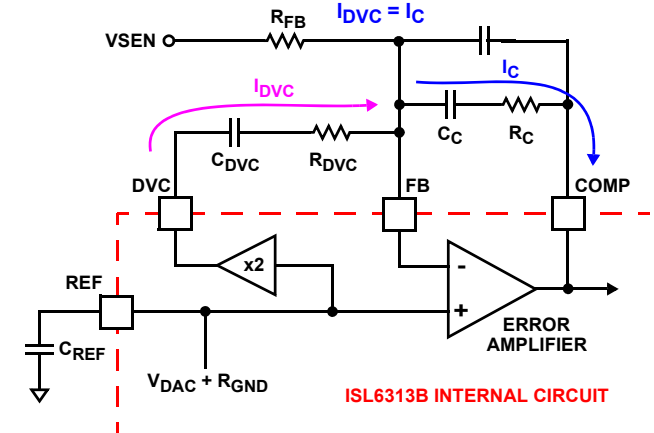 I_DVC = I_C
R_FB
VSEN
I_C
I_DVC
C_C
R_C
C_DVC
R_DVC
DVC
FB
COMP
x2
-
REF
+
ERROR
AMPLIFIER
C_REF
V_DAC + R_GND
ISL6313B INTERNAL CIRCUIT